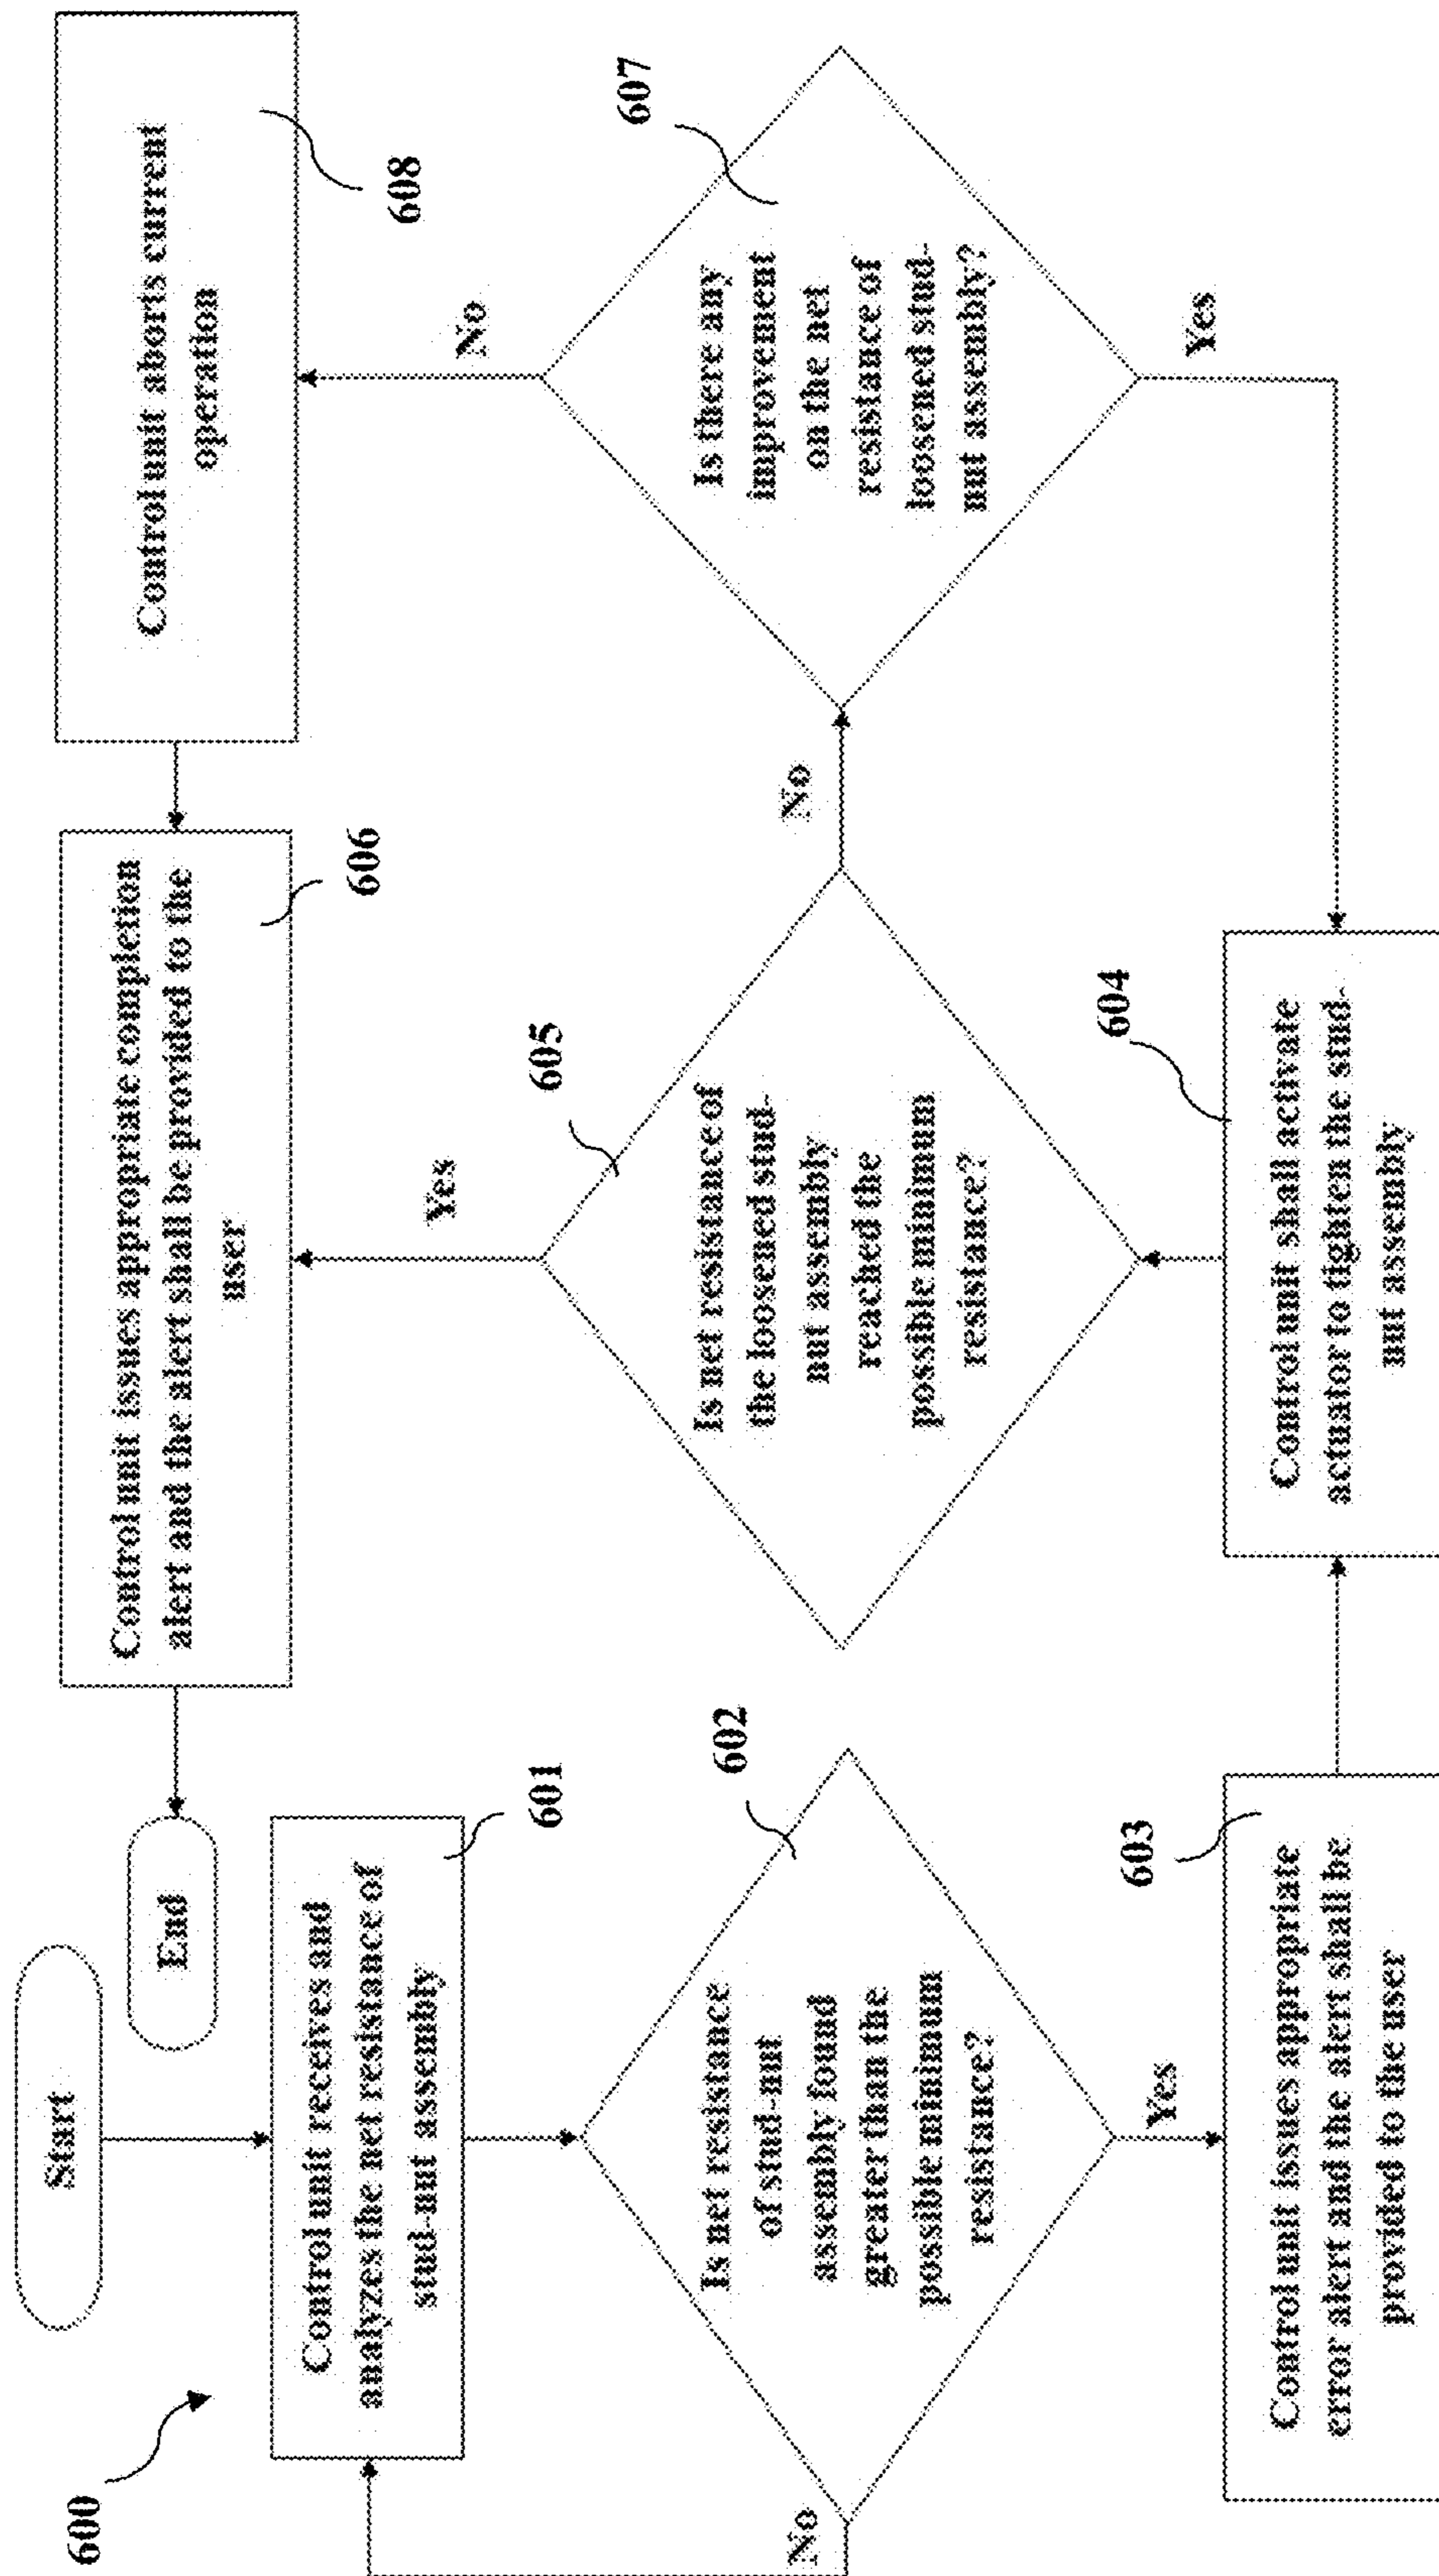 600
Start
End
Control unit receives and
analyzes the net resistance of
stud-nut assembly
601
Is net resistance
of stud-nut
assembly found
greater than the
possible minimum
resistance?
602
No
Yes
Control unit issues appropriate
error alert and the alert shall be
provided to the user
603
Control unit shall activate
actuator to tighten the stud-
nut assembly
604
Is net resistance of
the loosened stud-
nut assembly
reached the
possible minimum
resistance?
605
Yes
No
Control unit issues appropriate completion
alert and the alert shall be provided to the
user
606
Is there any
improvement
on the net
resistance of
loosened stud-
nut assembly?
607
No
Yes
Control unit aborts current
operation
608